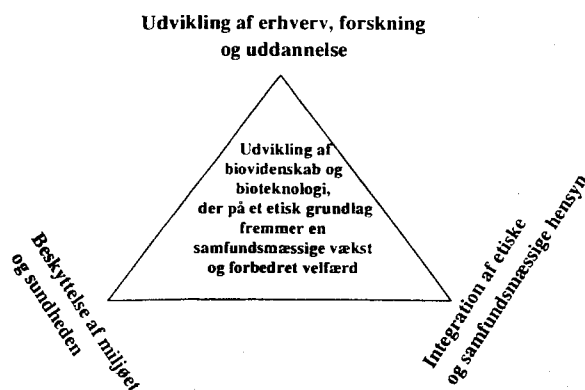 Udvikling af erhverv, forskning
og uddannelse
Udvikling af
biovidenskab og
bioteknologi,
der på et etisk grundlag
fremmer en
samfundsmæssige vækst
og forbedret velfærd
Beskyttelse af miljøet
og sundheden
Integration af etiske
og samfundsmæssige hensyn